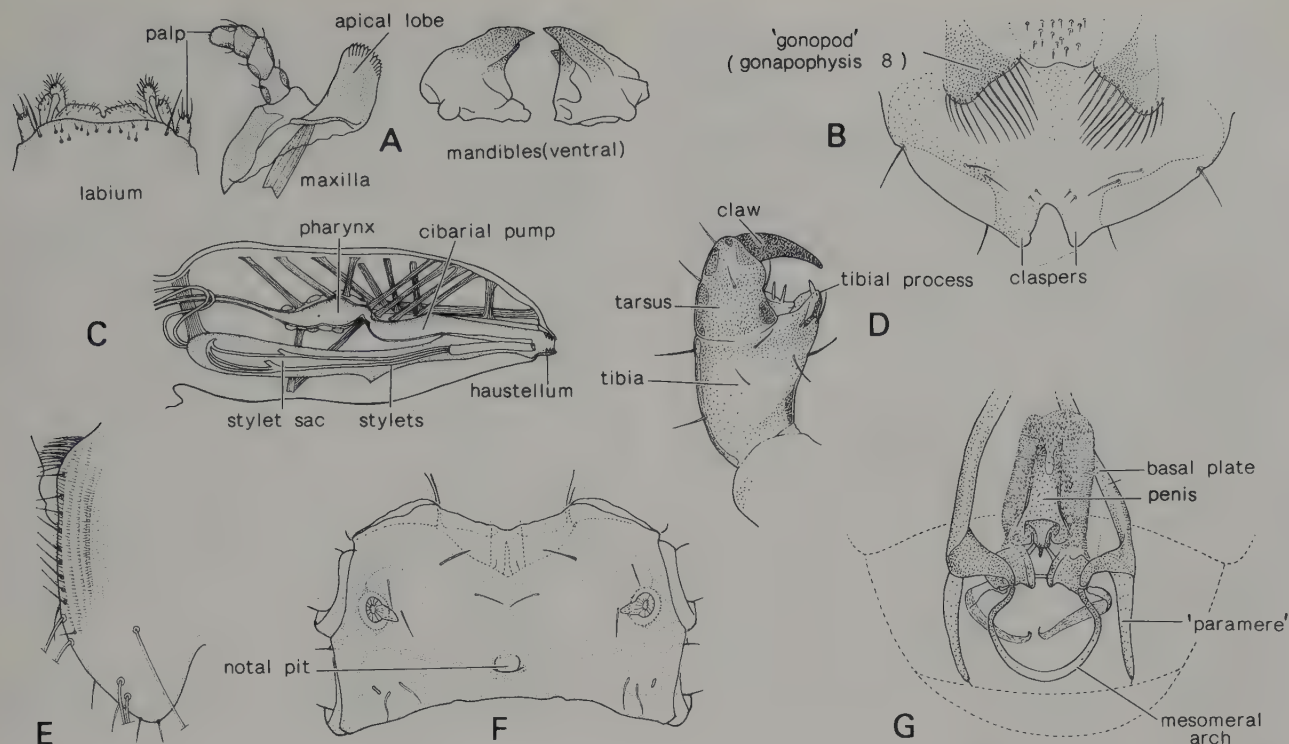 palp
apical lobe
A
labium
maxilla
mandibles(ventral)
'gonopod'
( gonapophysis 8 )
B
claspers
pharynx
cibarial pump
C
haustellum
stylet sac
stylets
claw
tibial process
tarsus
D
tibia
E
notal pit
F
basal plate
penis
'paramere'
G
mesomeral
arch